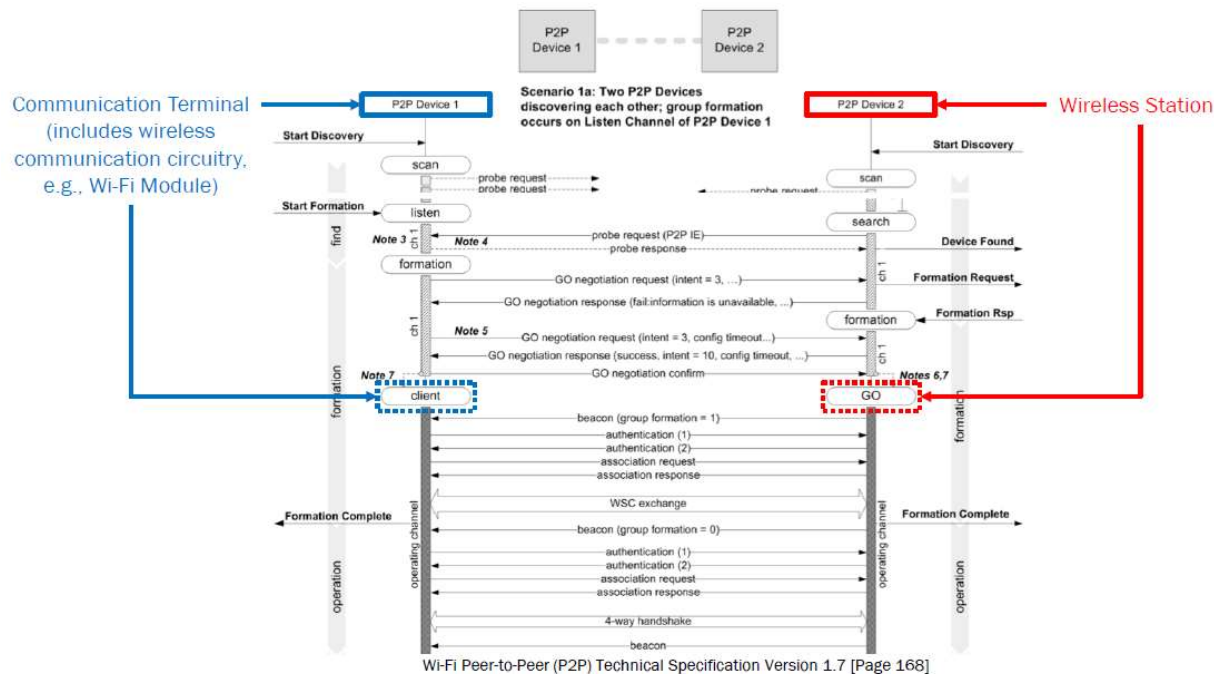 P2P
Device 1
P2P
Device 2
Scenario 1a: Two P2P Devices
discovering each other; group formation
occurs on Listen Channel of P2P Device 1
Communication Terminal
(includes wireless
communication circuitry,
e.g., Wi-Fi Module)
P2P Device 1
P2P Device 2
Wireless Station
Start Discovery
Start Discovery
scan
scan
probe request
probe request
probe request
Start Formation
listen
search
find
Note 3
ch 1
Note 4
probe request (P2P IE)
probe response
Device Found
ch 1
formation
GO negotiation request (intent = 3, ...)
Formation Request
GO negotiation response (fail:information is unavailable, ...)
formation
Formation Rsp
ch 1
Note 5
GO negotiation request (intent = 3, config timeout...)
ch 1
GO negotiation response (success, intent = 10, config timeout, ...)
Note 7
GO negotiation confirm
Notes 6,7
formation
client
GO
formation
beacon (group formation = 1)
authentication (1)
authentication (2)
association request
association response
WSC exchange
Formation Complete
Formation Complete
operating channel
operating channel
beacon (group formation = 0)
authentication (1)
authentication (2)
association request
association response
operation
operation
4-way handshake
beacon
Wi-Fi Peer-to-Peer (P2P) Technical Specification Version 1.7 [Page 168]